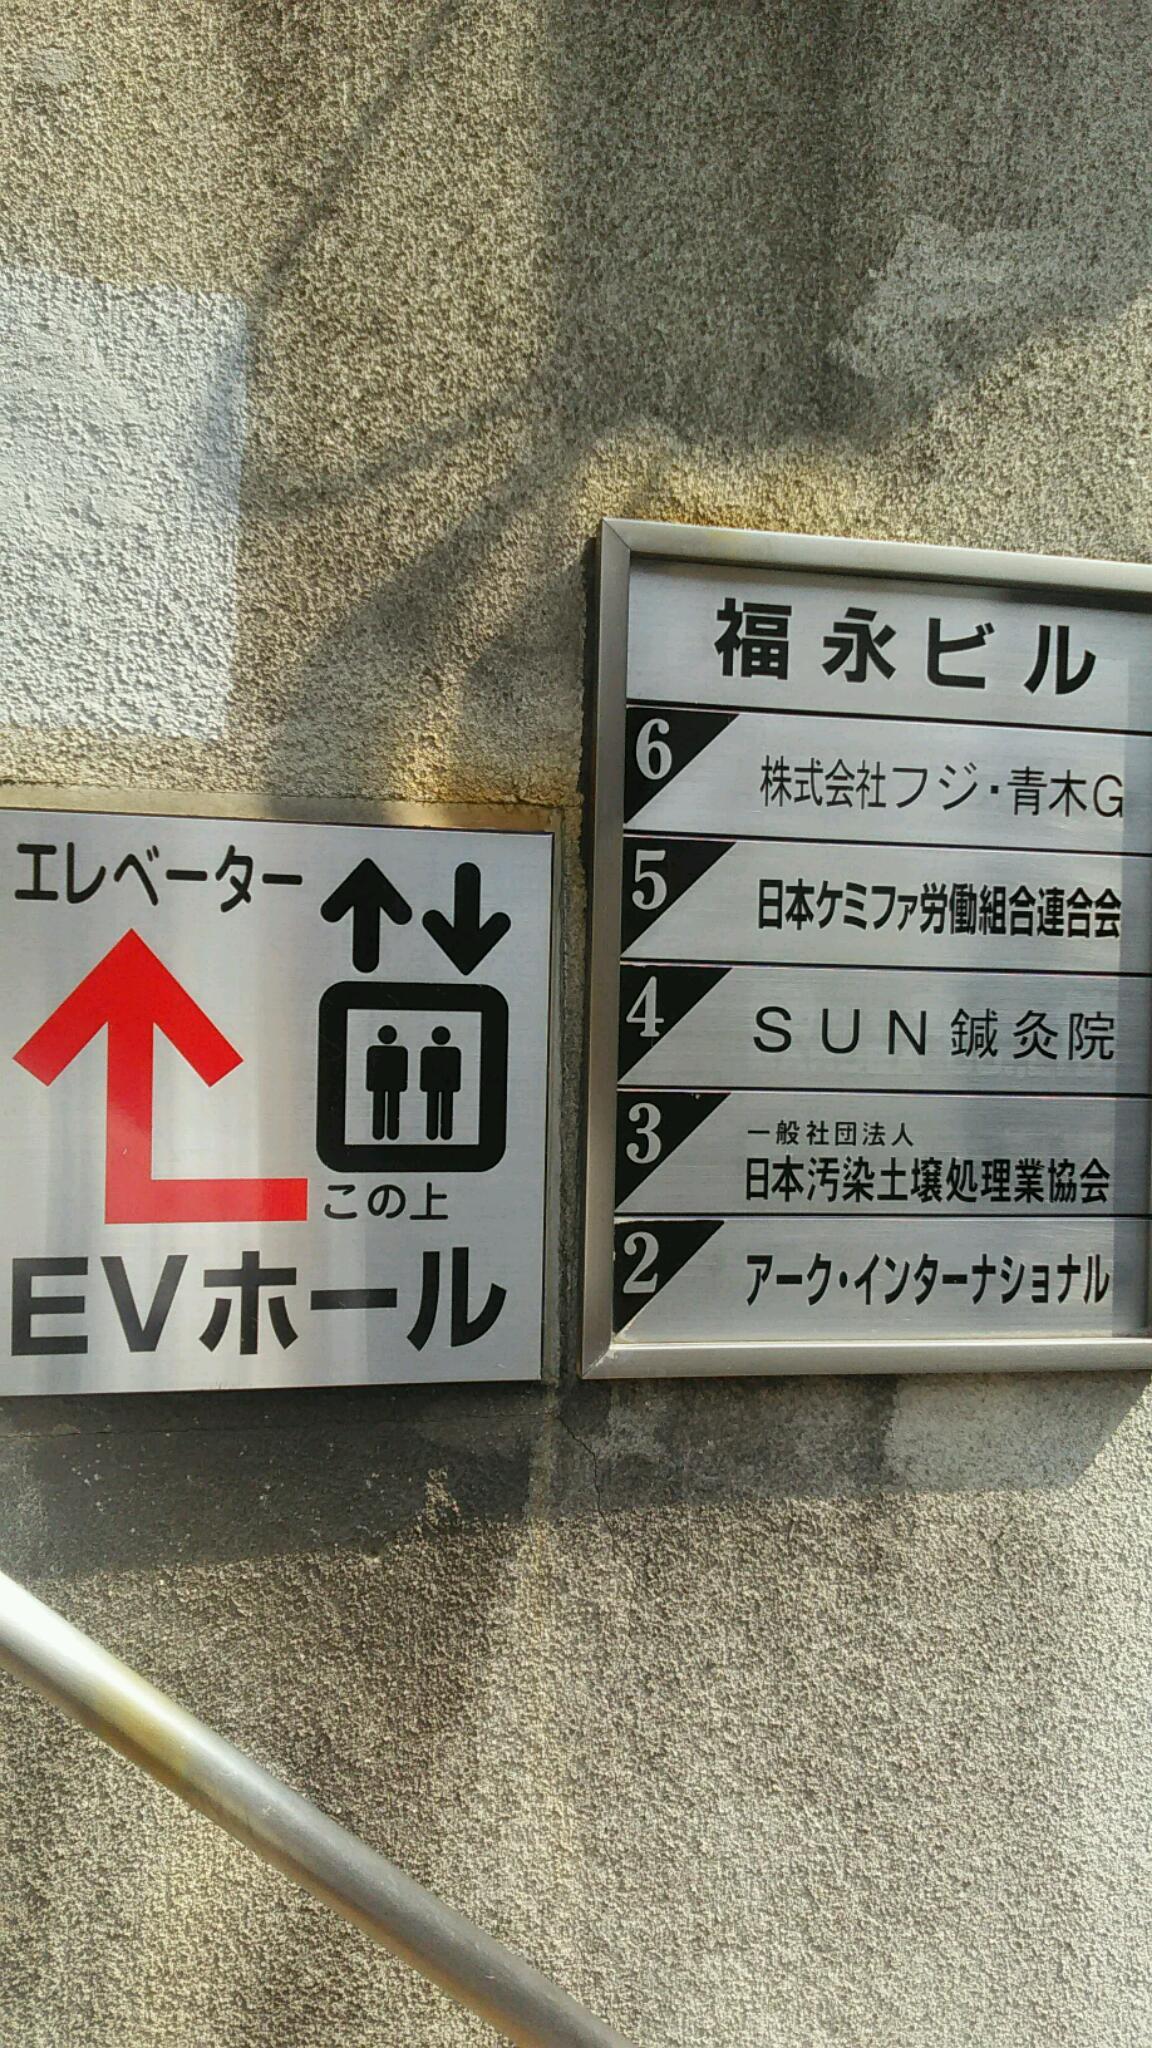 エレベーター
この上
EVホール
福永ビル
6 株式会社フジ・青木G
5 日本ケミファ労働組合連合会
4 SUN鍼灸院
3 一般社団法人
日本汚染土壌処理業協会
2 アーク・インターナショナル